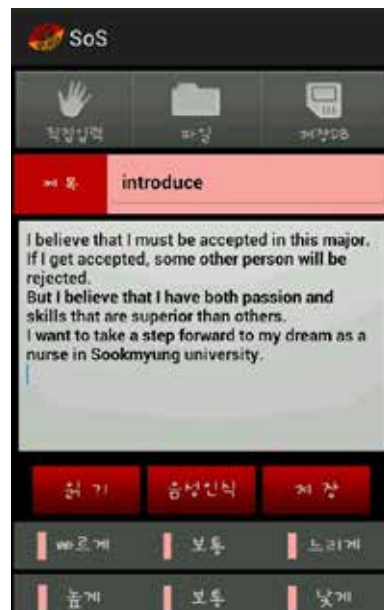 SoS
직접입력 파일 저장DB
제 목 introduce
I believe that I must be accepted in this major.
If I get accepted, some other person will be
rejected.
But I believe that I have both passion and
skills that are superior than others.
I want to take a step forward to my dream as a
nurse in Sookmyung university.
읽 기 음성인식 저 장
빠르게 보통 느리게
높게 보통 낮게